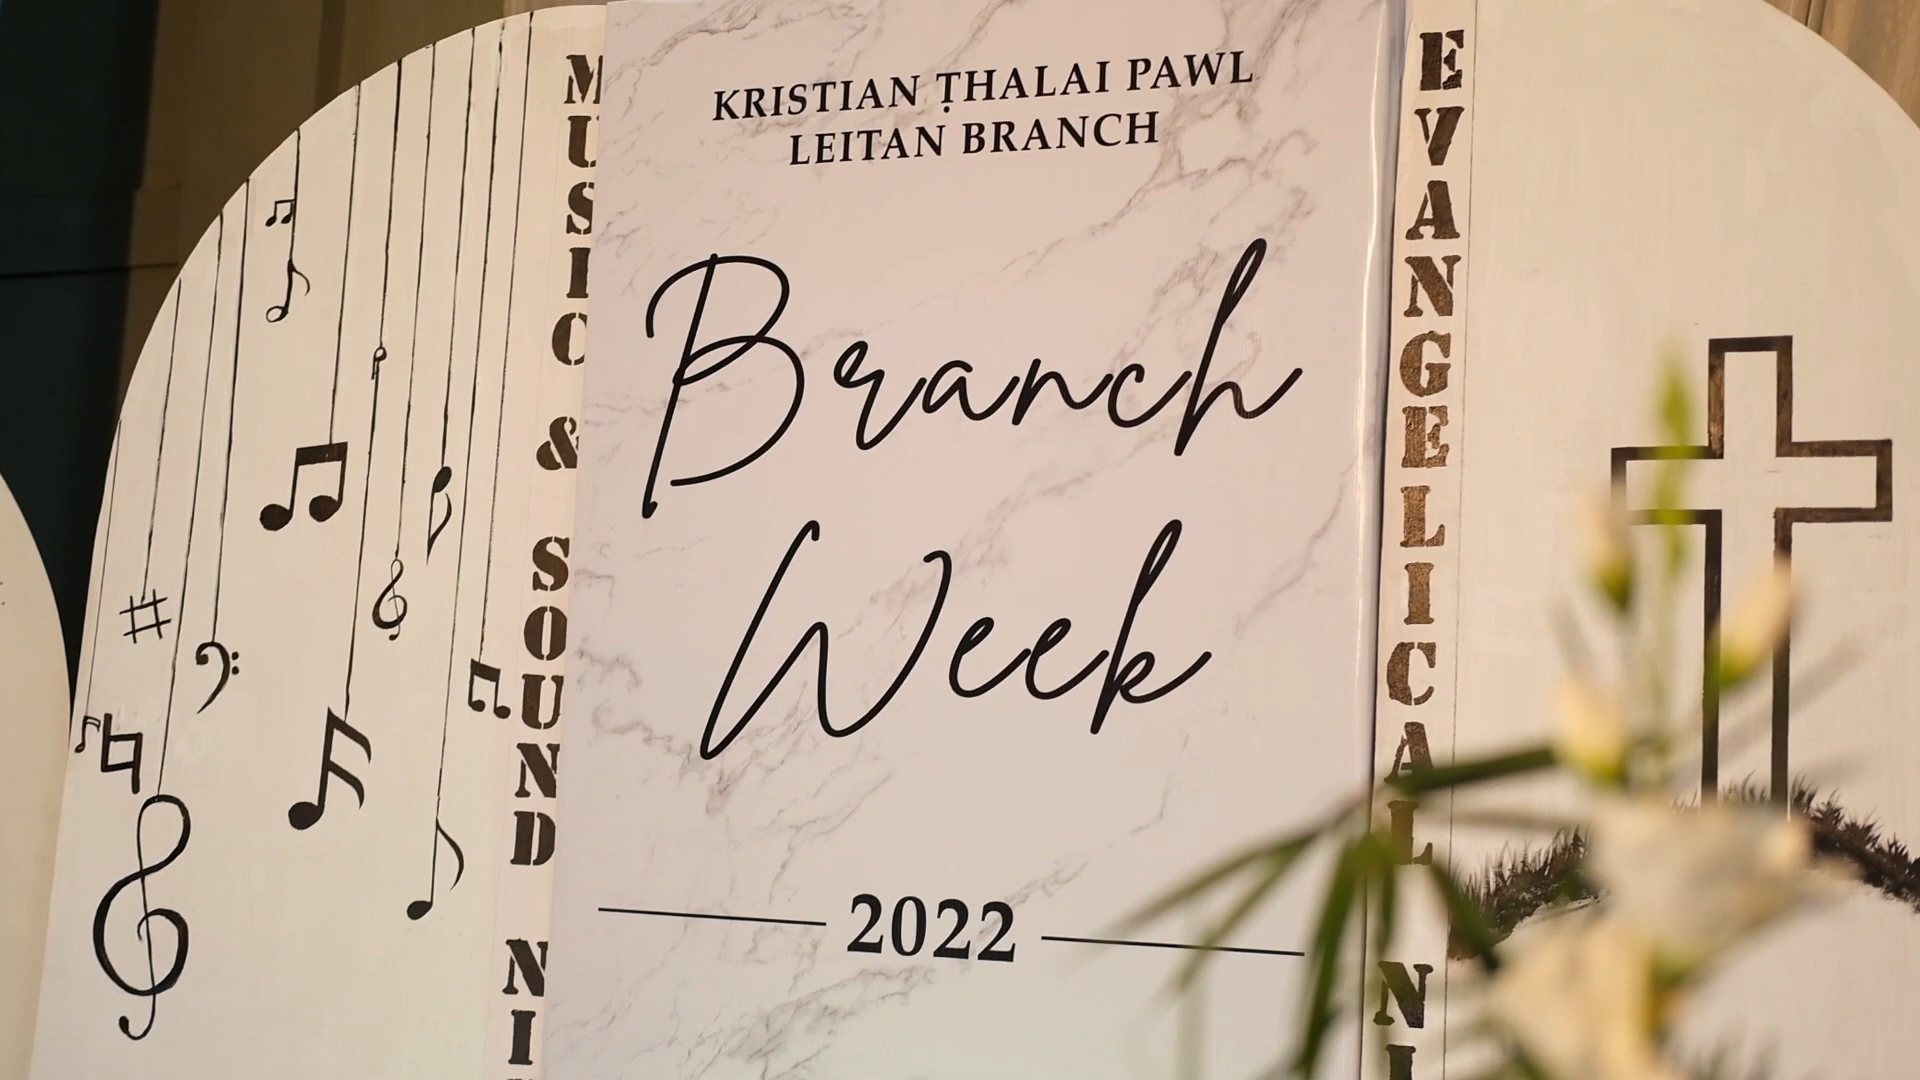 MUSIC & SOUND NI
KRISTIAN ṬHALAI PAWL
LEITAN BRANCH
Branch
Week
2022
EVANGELICAL NI